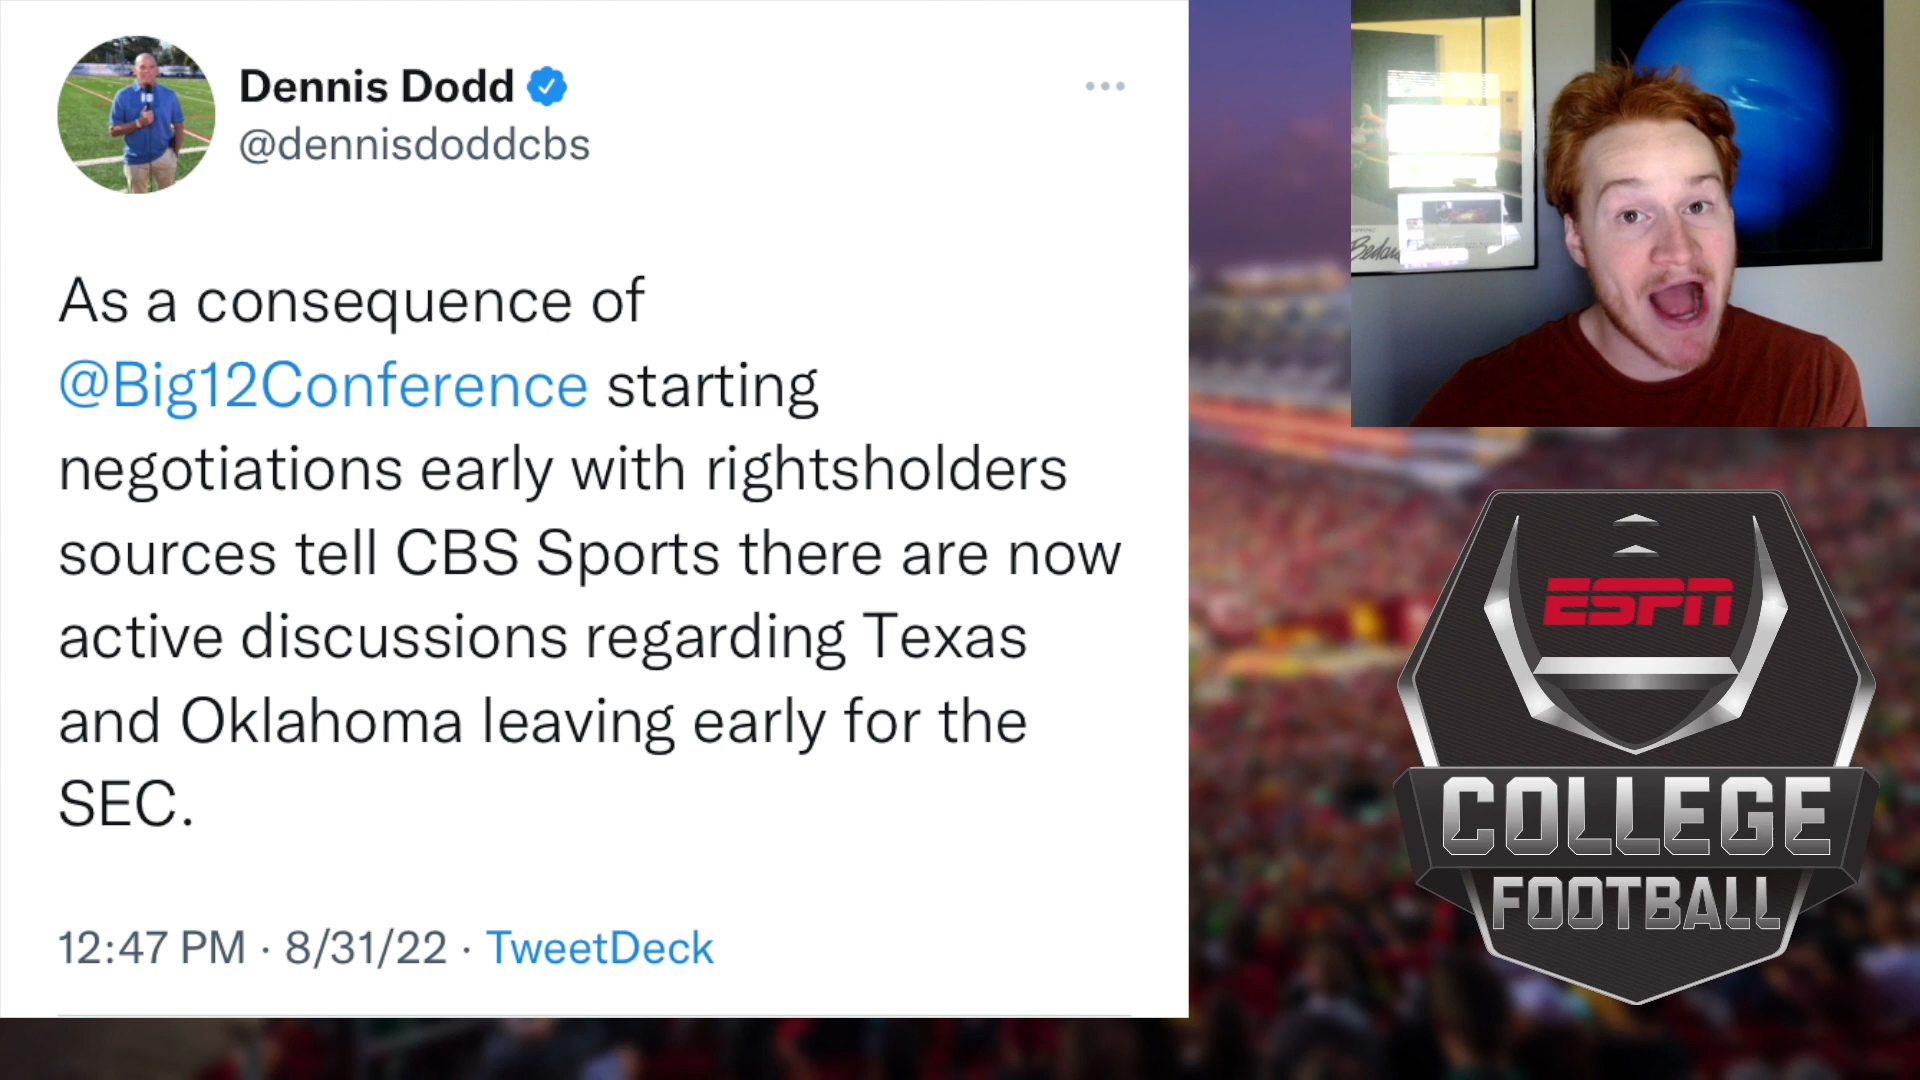 Dennis Dodd
@dennisdoddcbs
As a consequence of
@Big12Conference starting
negotiations early with rightsholders
sources tell CBS Sports there are now
active discussions regarding Texas
and Oklahoma leaving early for the
SEC.
12:47 PM · 8/31/22 · TweetDeck
ESPN
COLLEGE
FOOTBALL